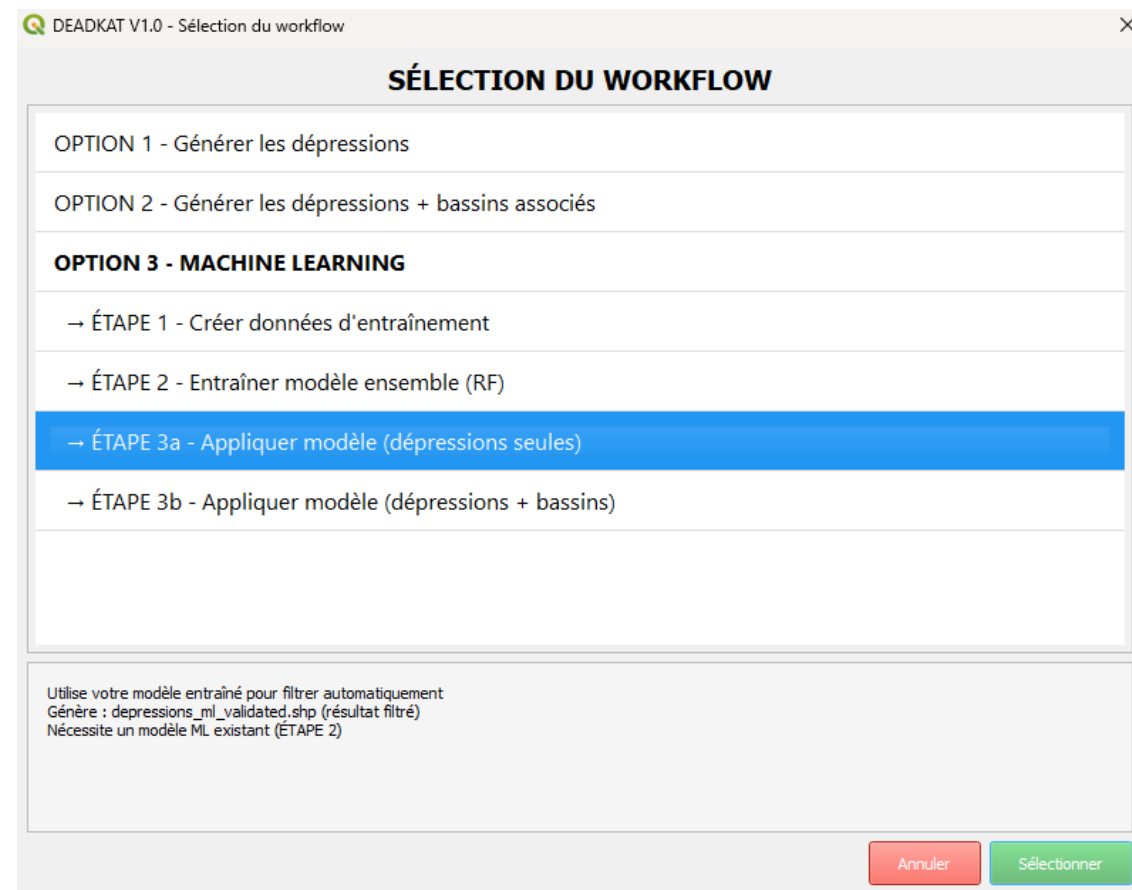 DEADKAT V1.0 - Sélection du workflow
SÉLECTION DU WORKFLOW
OPTION 1 - Générer les dépressions
OPTION 2 - Générer les dépressions + bassins associés
OPTION 3 - MACHINE LEARNING
→ ÉTAPE 1 - Créer données d'entraînement
→ ÉTAPE 2 - Entraîner modèle ensemble (RF)
→ ÉTAPE 3a - Appliquer modèle (dépressions seules)
→ ÉTAPE 3b - Appliquer modèle (dépressions + bassins)
Utilise votre modèle entraîné pour filtrer automatiquement
Génère : depressions_ml_validated.shp (résultat filtré)
Nécessite un modèle ML existant (ÉTAPE 2)
Annuler Sélectionner